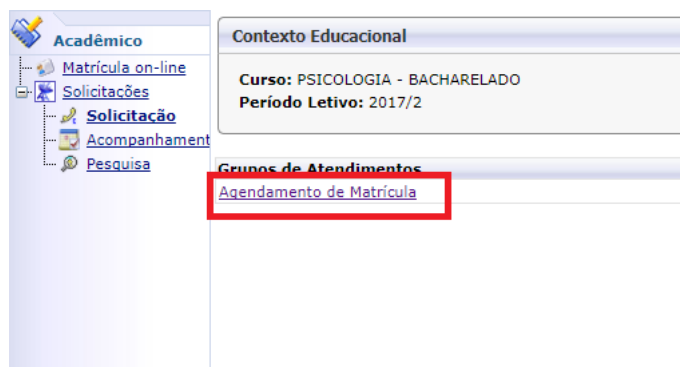 Acadêmico
Matrícula on-line
Solicitações
Solicitação
Acompanhament
Pesquisa
Contexto Educacional
Curso: PSICOLOGIA - BACHARELADO
Período Letivo: 2017/2
Grupos de Atendimentos
Agendamento de Matrícula